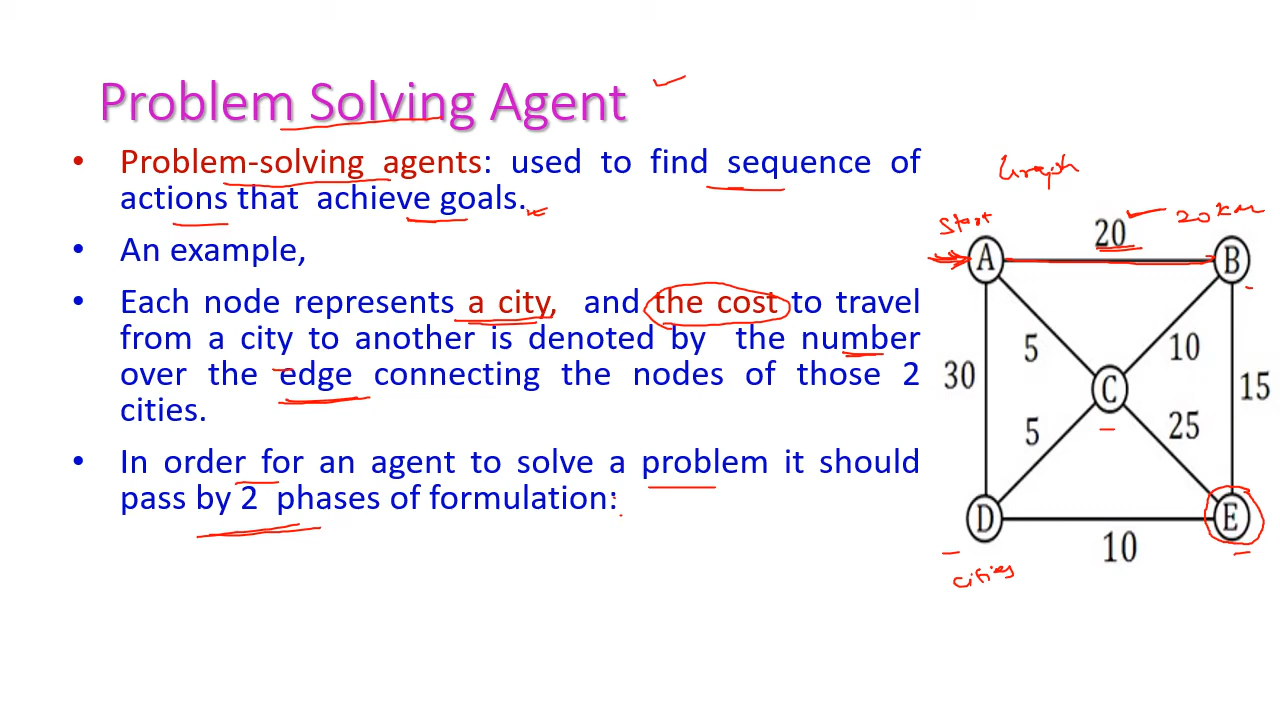 Problem Solving Agent
• Problem-solving agents: used to find sequence of
actions that achieve goals.
• An example,
• Each node represents a city, and the cost to travel
from a city to another is denoted by the number
over the edge connecting the nodes of those 2
cities.
• In order for an agent to solve a problem it should
pass by 2 phases of formulation:
Graph
Start
20
20 km
A
B
5
10
30
C
15
5
25
D
E
10
cities